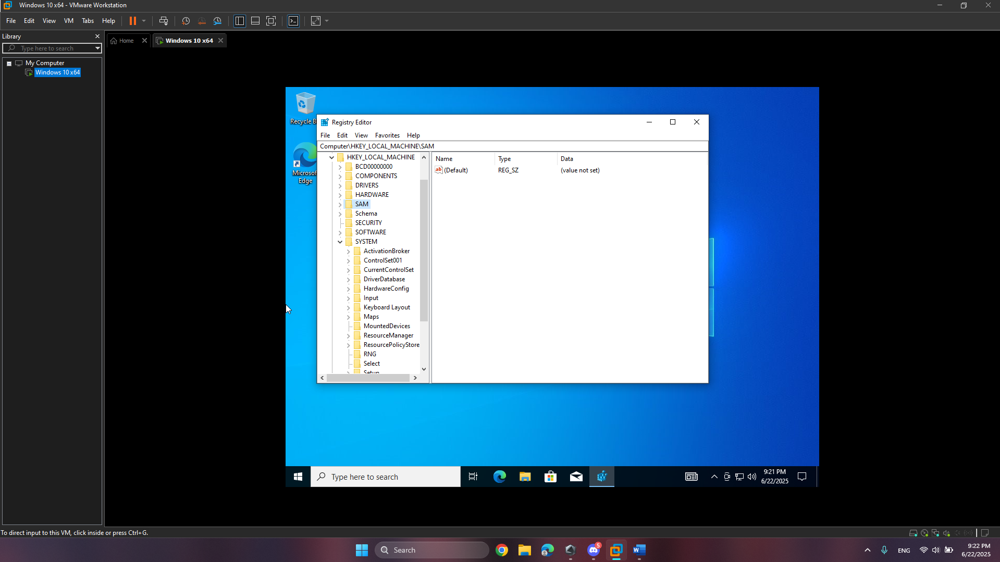 Windows 10 x64 - VMware Workstation
File Edit View VM Tabs Help
Library
Type here to search
My Computer
Windows 10 x64
Home
Windows 10 x64
Recycle B
Microsof
Edge
Registry Editor
File Edit View Favorites Help
Computer\HKEY_LOCAL_MACHINE\SAM
HKEY_LOCAL_MACHINE
BCD00000000
COMPONENTS
DRIVERS
HARDWARE
SAM
Schema
SECURITY
SOFTWARE
SYSTEM
ActivationBroker
ControlSet001
CurrentControlSet
DriverDatabase
HardwareConfig
Input
Keyboard Layout
Maps
MountedDevices
ResourceManager
ResourcePolicyStore
RNG
Select
Setup
Name Type Data
ab (Default) REG_SZ (value not set)
Type here to search
9:21 PM
6/22/2025
To direct input to this VM, click inside or press Ctrl+G.
Search
5
ENG
9:22 PM
6/22/2025